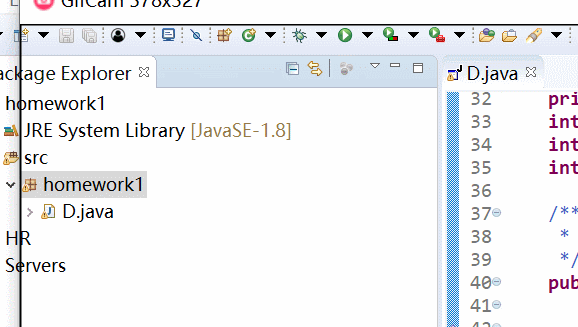 GifCam 378x327
ackage Explorer
D.java
homework1
JRE System Library [JavaSE-1.8]
src
homework1
D.java
HR
Servers
32 pri
33 int
34 int
35 int
36
37 /**
38 *
39 */
40 pub
41